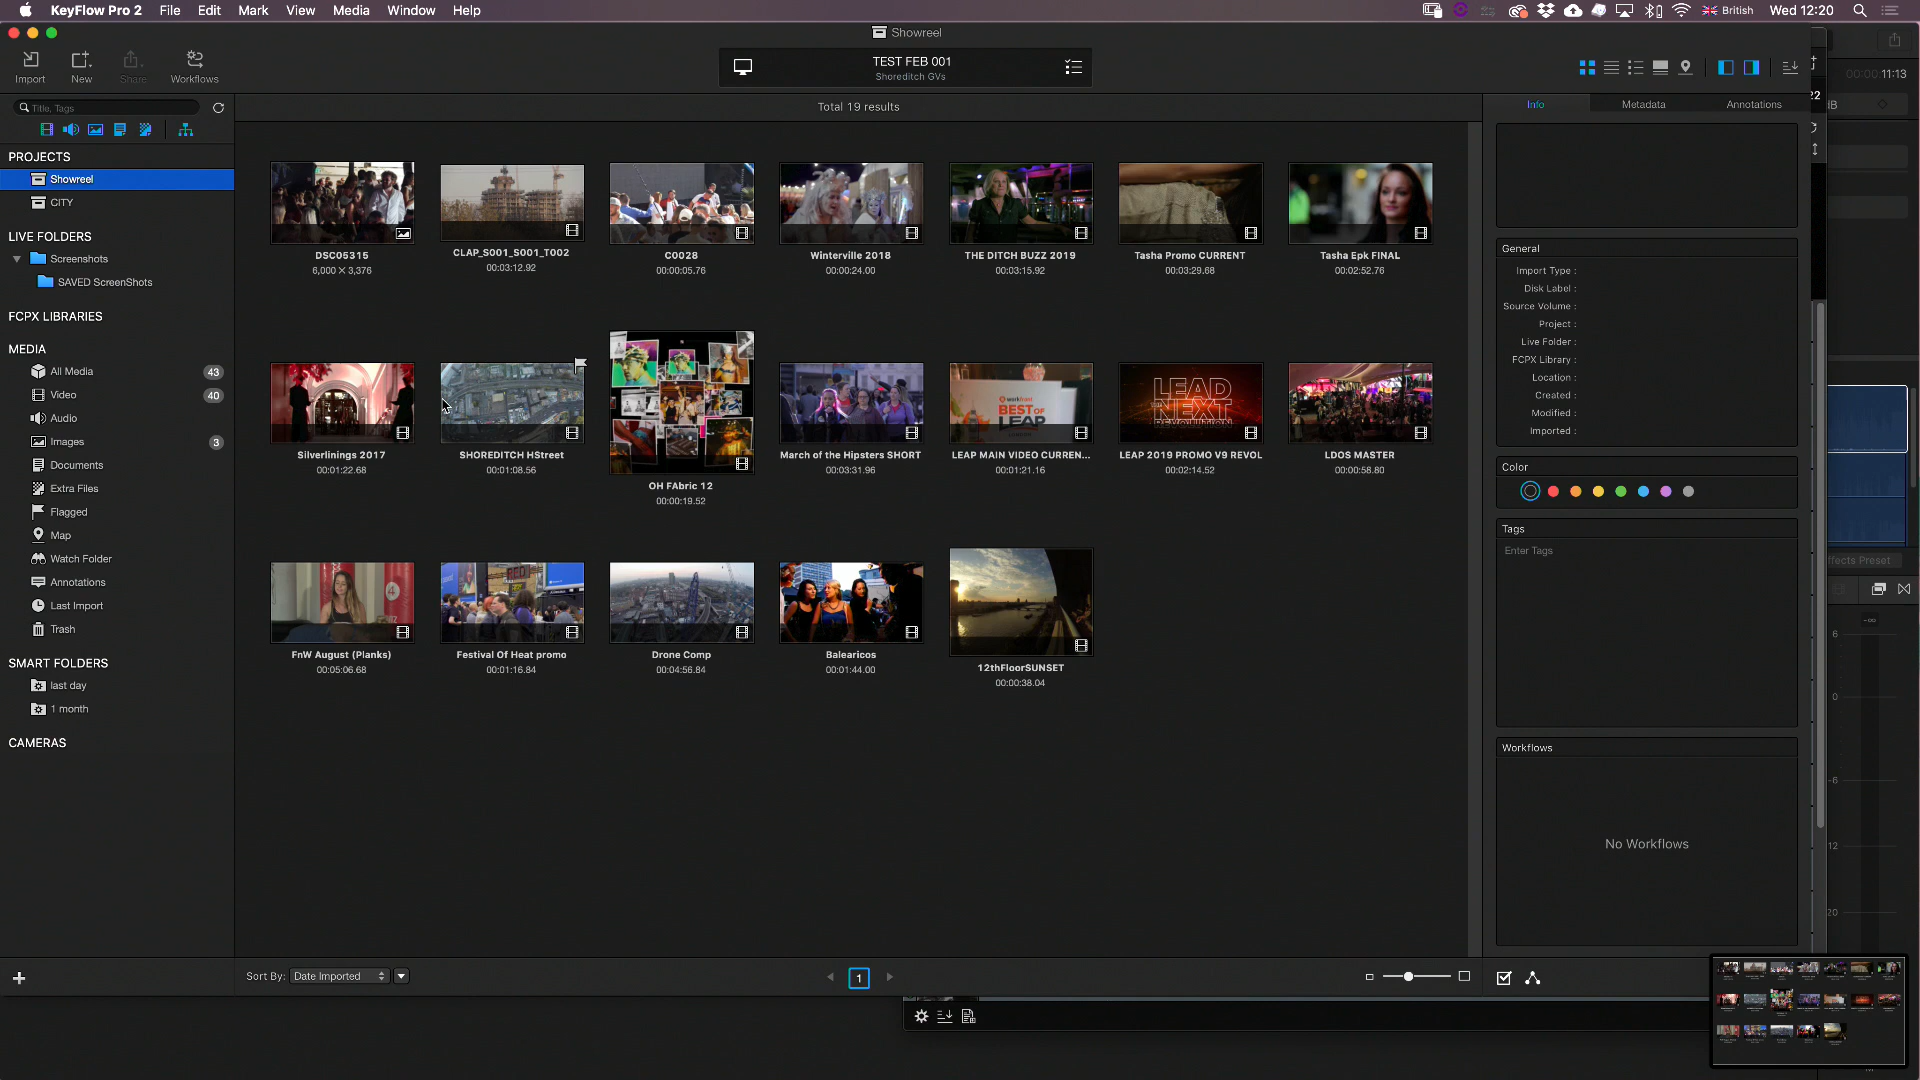 KeyFlow Pro 2 File Edit Mark View Media Window Help
British Wed 12:20
Showreel
Import New Share Workflows
TEST FEB 001
Shoreditch GVs
00:00:11:13
Title, Tags
Total 19 results
Info Metadata Annotations
22
dB
PROJECTS
Showreel
CITY
LIVE FOLDERS
Screenshots
SAVED ScreenShots
FCPX LIBRARIES
MEDIA
All Media 43
Video 40
Audio
Images 3
Documents
Extra Files
Flagged
Map
Watch Folder
Annotations
Last Import
Trash
SMART FOLDERS
last day
1 month
CAMERAS
DSC05315
6,000 × 3,376
CLAP_S001_S001_T002
00:03:12.92
C0028
00:00:05.76
Winterville 2018
00:00:24.00
THE DITCH BUZZ 2019
00:03:15.92
Tasha Promo CURRENT
00:03:29.68
Tasha Epk FINAL
00:02:52.76
Silverlinings 2017
00:01:22.68
SHOREDITCH HStreet
00:01:08.56
OH FAbric 12
00:00:19.52
March of the Hipsters SHORT
00:03:31.96
workfront
BEST OF
LEAP
LEAP MAIN VIDEO CURREN...
00:01:21.16
LEAD
NEXT
REVOLUTION
LEAP 2019 PROMO V9 REVOL
00:02:14.52
LDOS MASTER
00:00:58.80
4
FnW August (Planks)
00:05:06.68
Festival Of Heat promo
00:01:16.84
Drone Comp
00:04:56.84
Balearicos
00:01:44.00
12thFloorSUNSET
00:00:38.04
General
Import Type :
Disk Label :
Source Volume :
Project :
Live Folder :
FCPX Library :
Location :
Created :
Modified :
Imported :
Color
Tags
Enter Tags
Workflows
No Workflows
ffects Preset
-∞
6
0
-6
12
20
Sort By: Date Imported
1